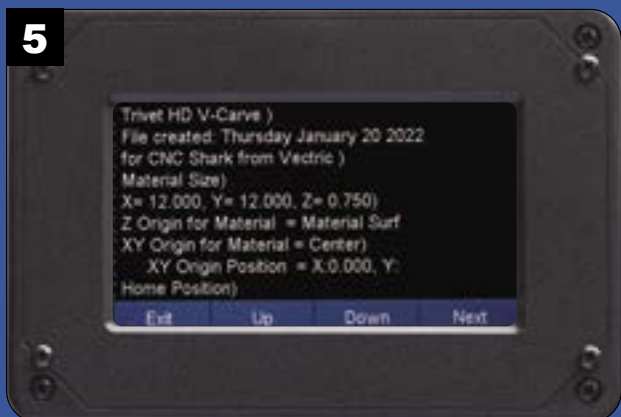 5
Trivet HD V-Carve )
File created: Thursday January 20 2022
for CNC Shark from Vectric )
Material Size)
X= 12.000, Y= 12.000, Z= 0.750)
Z Origin for Material = Material Surf
XY Origin for Material = Center)
XY Origin Position = X:0.000, Y:
Home Position)
Exit Up Down Next